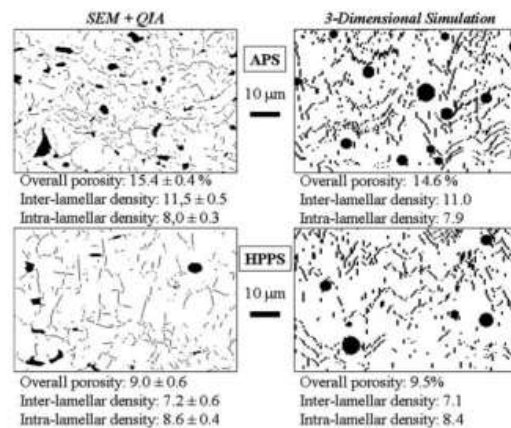 SEM + QIA
3-Dimensional Simulation
APS
10 µm
Overall porosity: 15.4 ± 0.4 %
Inter-lamellar density: 11,5 ± 0.5
Intra-lamellar density: 8,0 ± 0.3
Overall porosity: 14.6 %
Inter-lamellar density: 11.0
Intra-lamellar density: 7.9
HPPS
10 µm
Overall porosity: 9.0 ± 0.6
Inter-lamellar density: 7.2 ± 0.6
Intra-lamellar density: 8.6 ± 0.4
Overall porosity: 9.5%
Inter-lamellar density: 7.1
Intra-lamellar density: 8.4